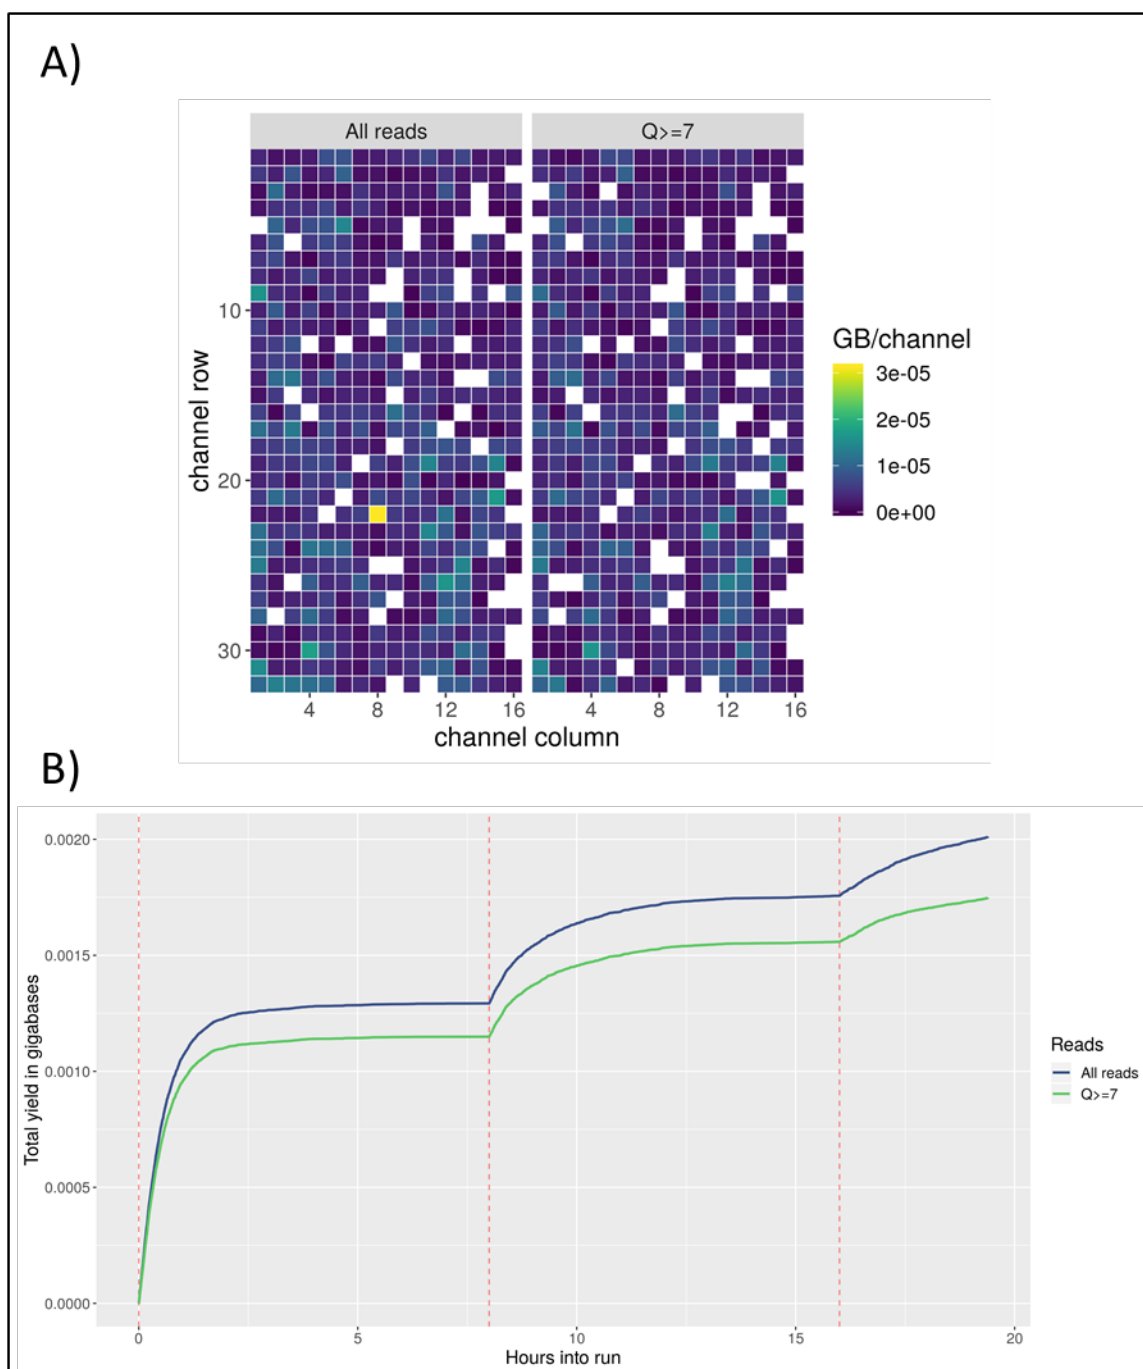 A)
All reads
Q>=7
10
20
30
channel row
4
8
12
16
4
8
12
16
channel column
GB/channel
3e-05
2e-05
1e-05
0e+00
B)
0.0020
0.0015
0.0010
0.0005
0.0000
Total yield in gigabases
0
5
10
15
20
Hours into run
Reads
All reads
Q>=7